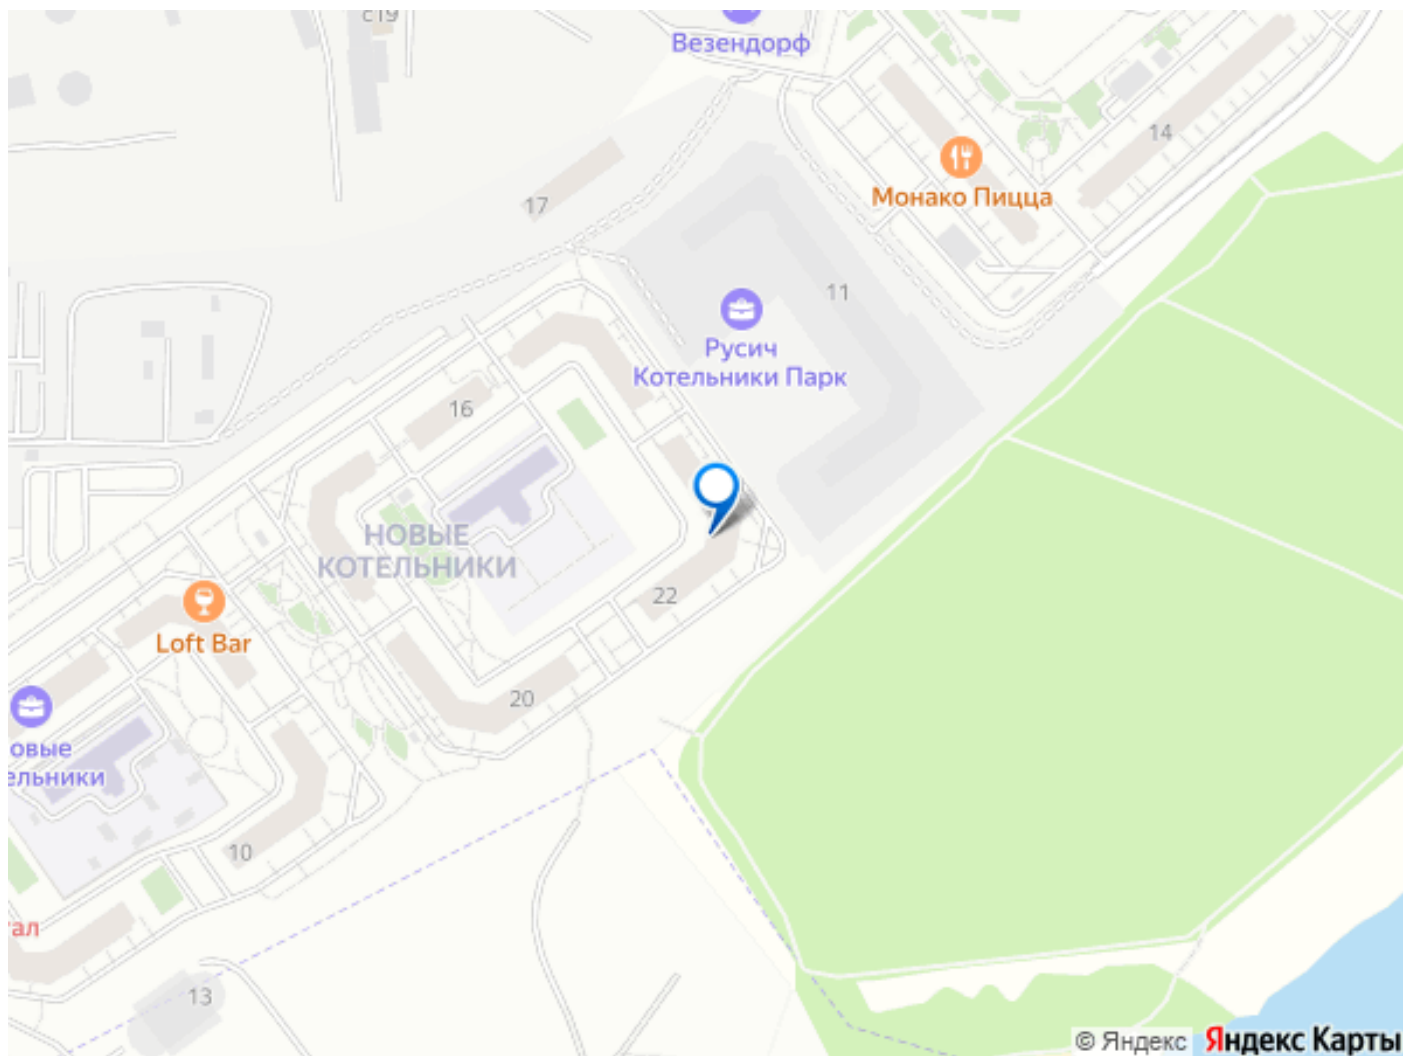 с19
Везендорф
14
Монако Пицца
17
11
Русич
Котельники Парк
16
НОВЫЕ
КОТЕЛЬНИКИ
22
Loft Bar
20
овые
ельники
10
ал
13
© Яндекс Яндекс Карты